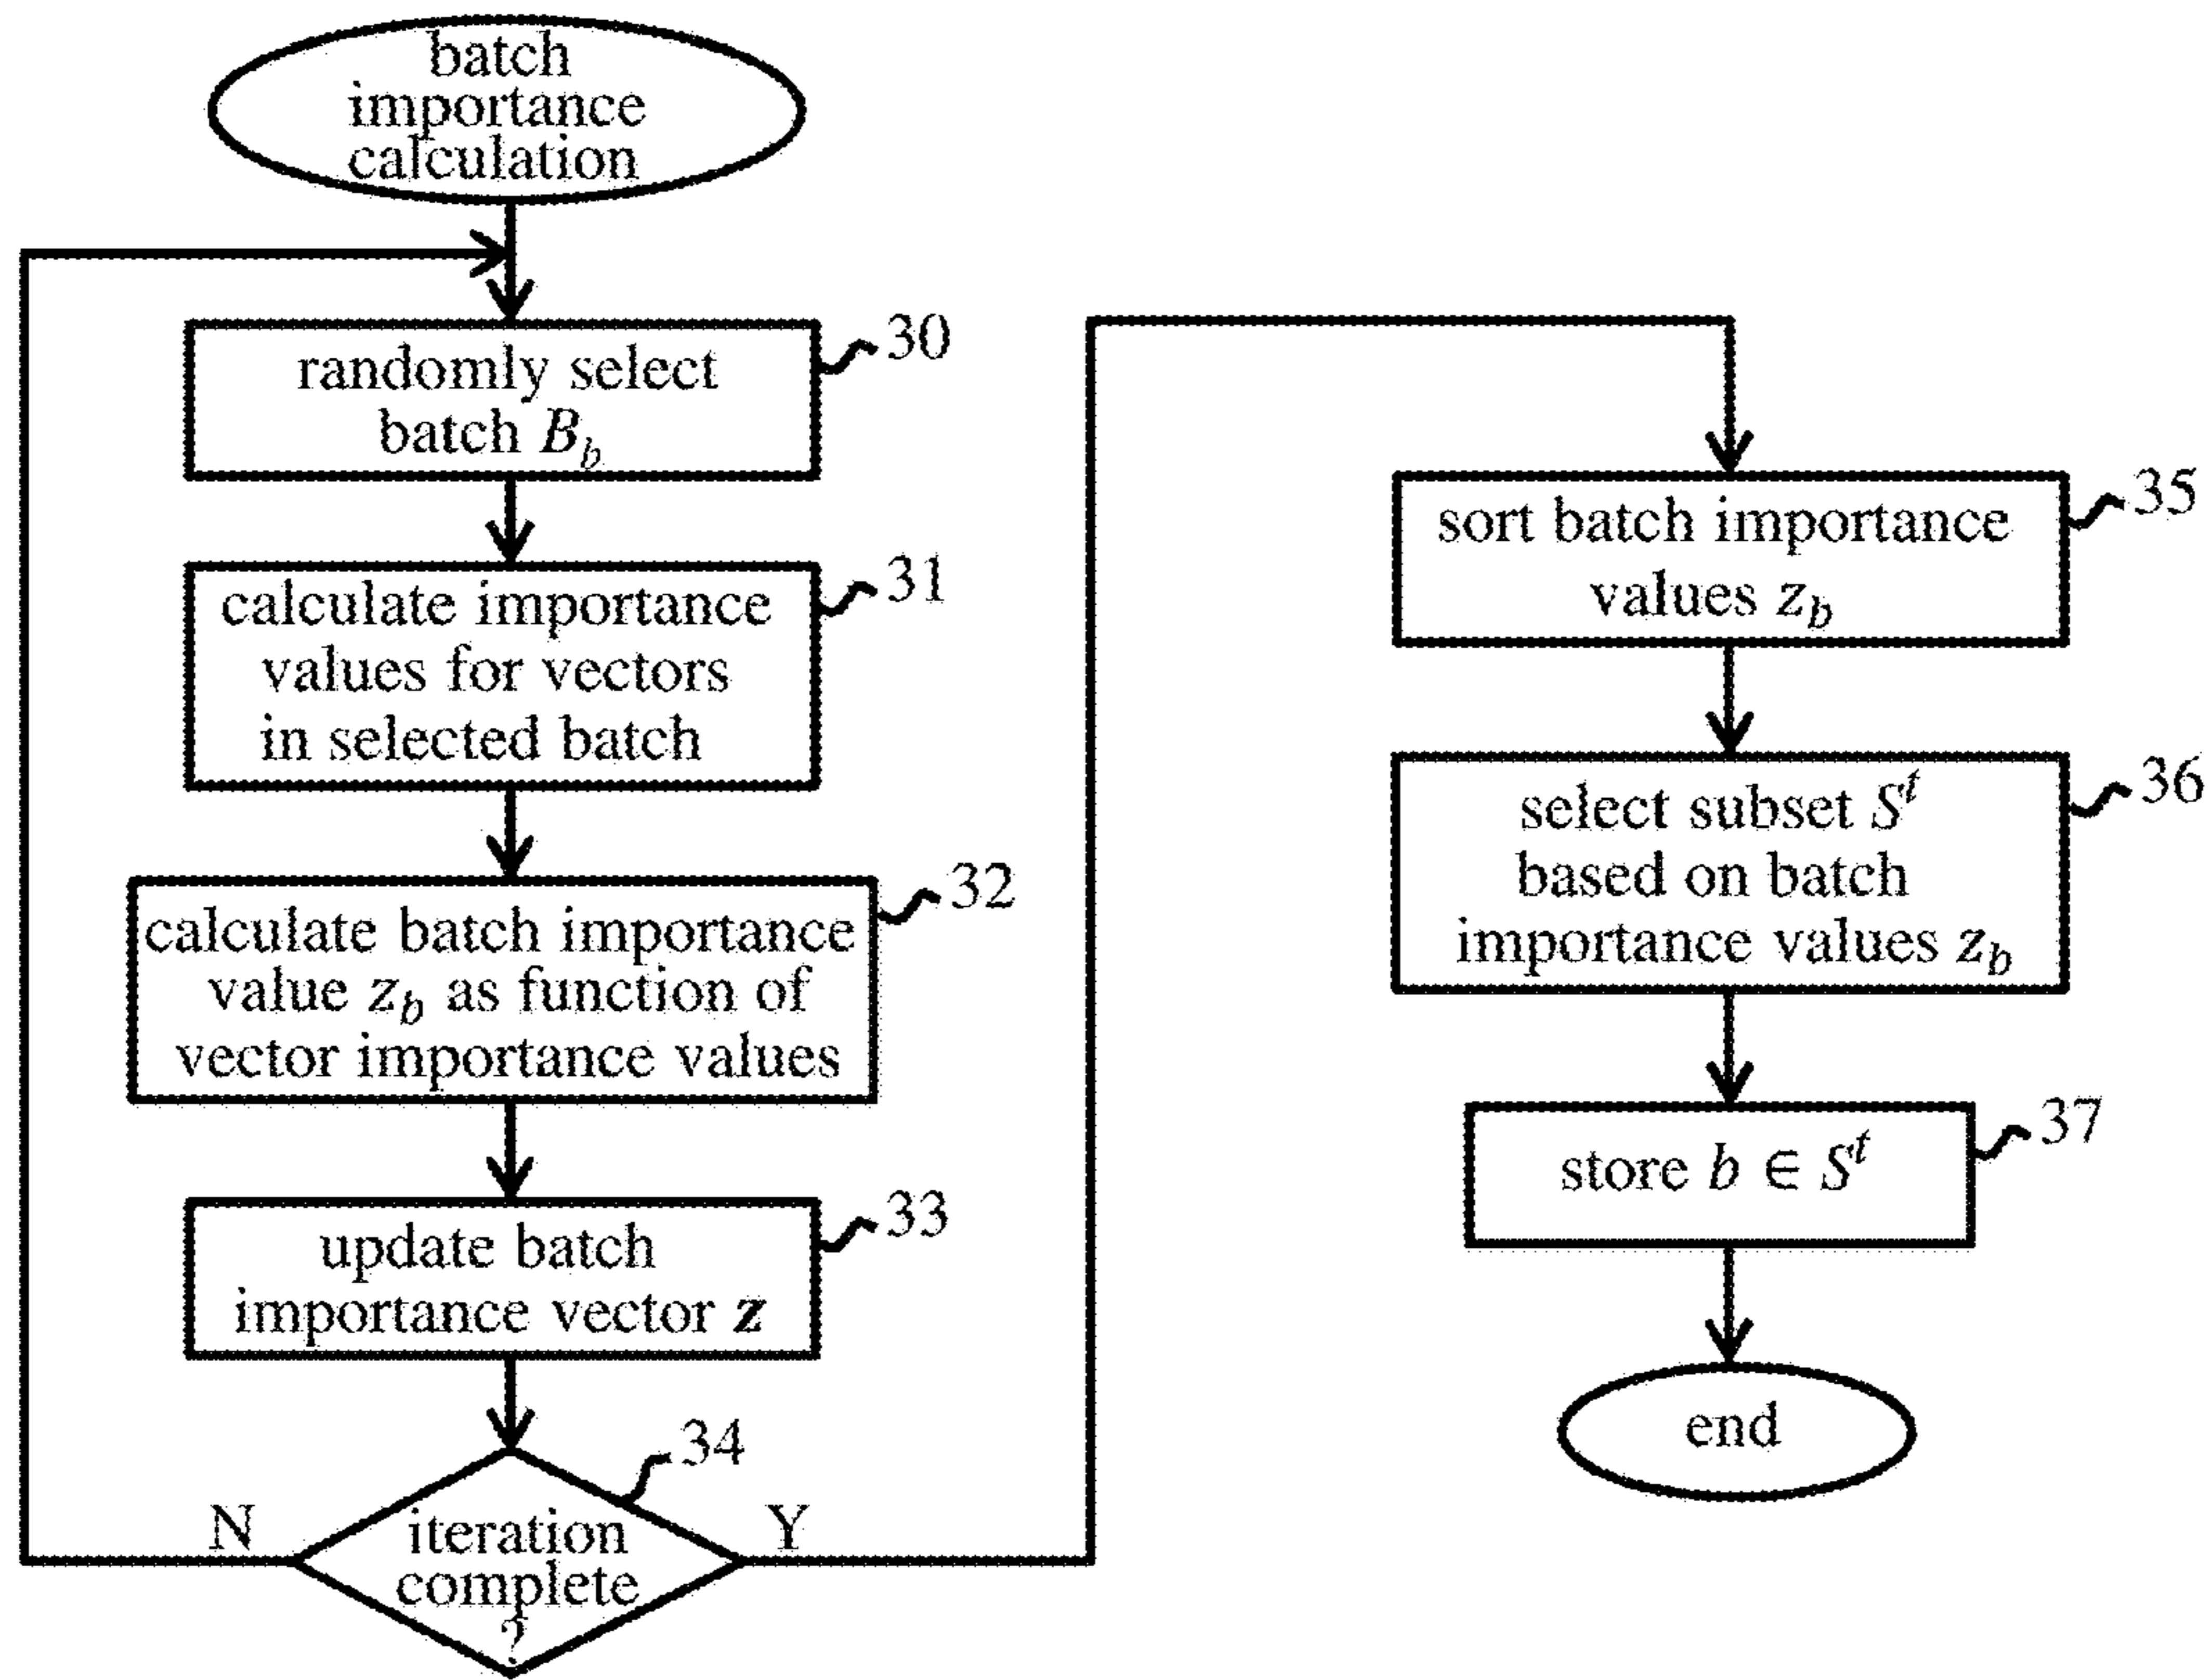 batch
importance
calculation
30
randomly select
batch B_b
31
calculate importance
values for vectors
in selected batch
32
calculate batch importance
value z_b as function of
vector importance values
33
update batch
importance vector z
34
N
Y
iteration
complete
?
35
sort batch importance
values z_b
36
select subset S^t
based on batch
importance values z_b
37
store b ∈ S^t
end